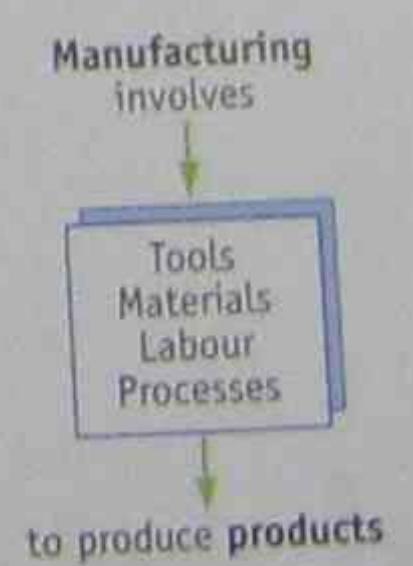 Manufacturing
involves
Tools
Materials
Labour
Processes
to produce products